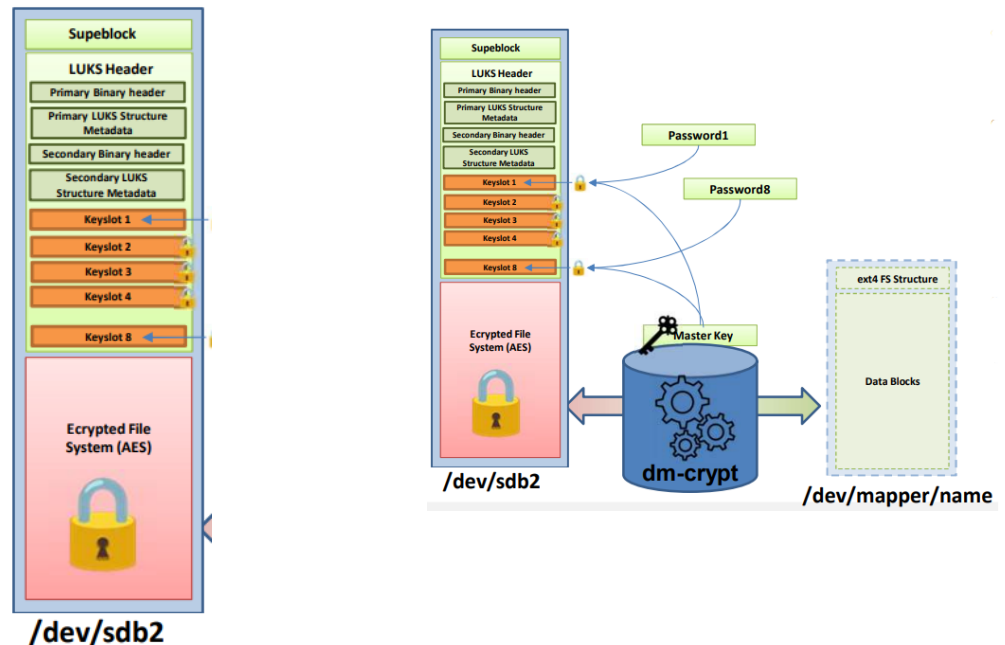 Supeblock
LUKS Header
Primary Binary header
Primary LUKS Structure
Metadata
Secondary Binary header
Secondary LUKS
Structure Metadata
Keyslot 1
Keyslot 2
Keyslot 3
Keyslot 4
Keyslot 8
Ecrypted File
System (AES)
/dev/sdb2
Supeblock
LUKS Header
Primary Binary header
Primary LUKS Structure
Metadata
Secondary Binary header
Secondary LUKS
Structure Metadata
Keyslot 1
Keyslot 2
Keyslot 3
Keyslot 4
Keyslot 8
Ecrypted File
System (AES)
/dev/sdb2
Password1
Password8
Master Key
dm-crypt
ext4 FS Structure
Data Blocks
/dev/mapper/name